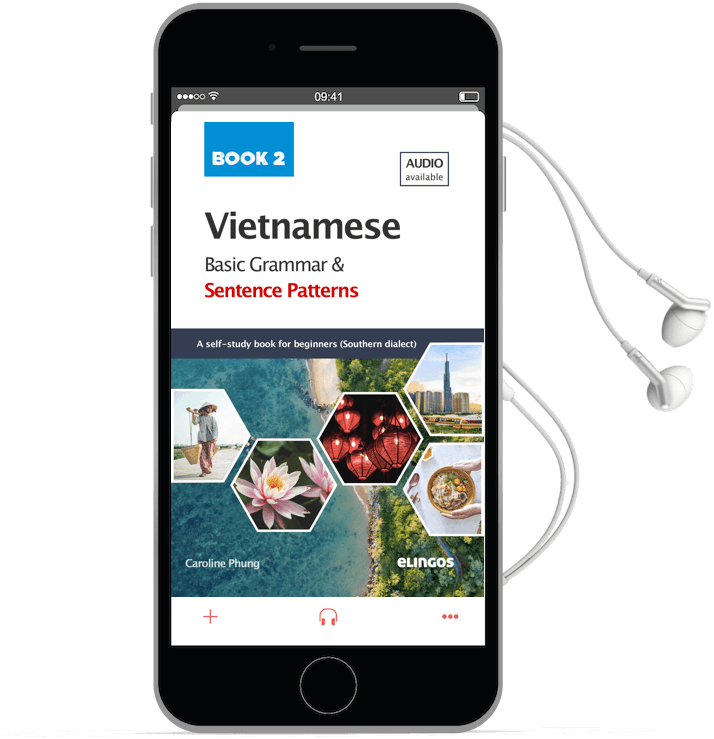 09:41
BOOK 2
AUDIO
available
Vietnamese
Basic Grammar &
Sentence Patterns
A self-study book for beginners (Southern dialect)
Caroline Phung
eLINGOS